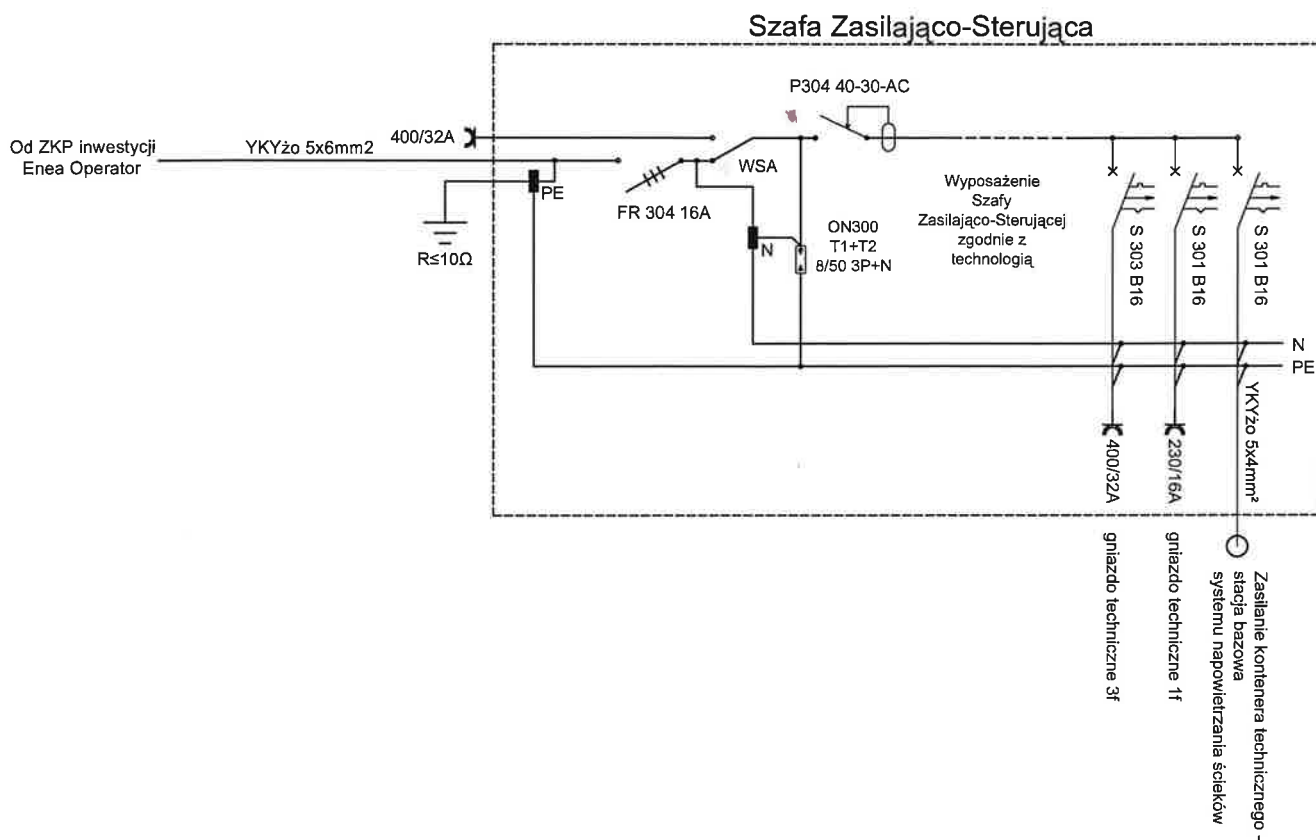 Szafa Zasilająco-Sterująca
P304 40-30-AC
400/32A
Od ZKP inwestycji
Enea Operator
YKYżo 5x6mm2
PE
WSA
FR 304 16A
R≤10Ω
N
ON300
T1+T2
8/50 3P+N
Wyposażenie
Szafy
Zasilająco-Sterującej
zgodnie z
technologią
S 303 B16
S 301 B16
S 301 B16
N
PE
400/32A
230/16A
YKYżo 5x4mm²
gniazdo techniczne 3f
gniazdo techniczne 1f
Zasilanie kontenera technicznego -
stacja bazowa
systemu napowietrzania ścieków